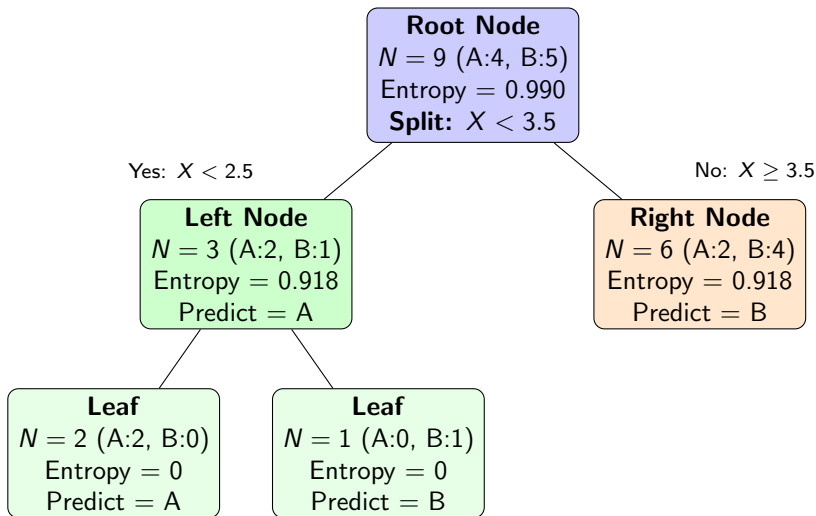 Root Node
N = 9 (A:4, B:5)
Entropy = 0.990
Split: X < 3.5
Yes: X < 2.5
No: X ≥ 3.5
Left Node
N = 3 (A:2, B:1)
Entropy = 0.918
Predict = A
Right Node
N = 6 (A:2, B:4)
Entropy = 0.918
Predict = B
Leaf
N = 2 (A:2, B:0)
Entropy = 0
Predict = A
Leaf
N = 1 (A:0, B:1)
Entropy = 0
Predict = B